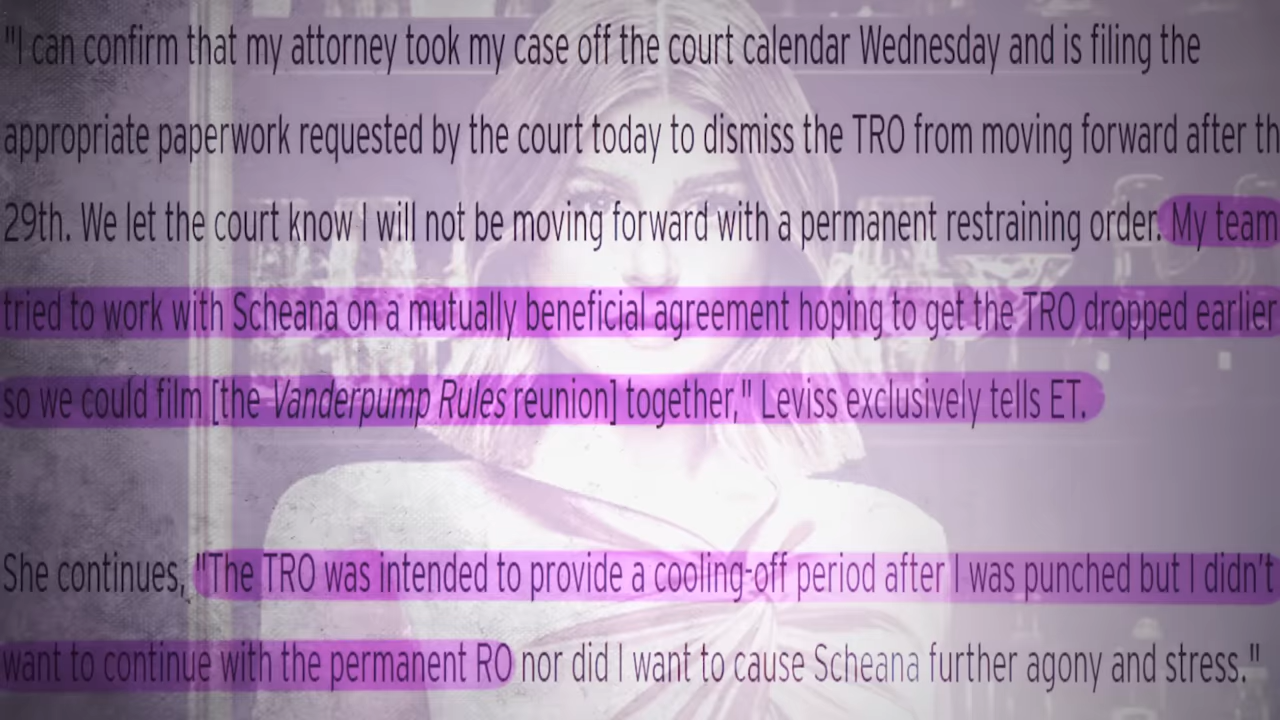 "I can confirm that my attorney took my case off the court calendar Wednesday and is filing the
appropriate paperwork requested by the court today to dismiss the TRO from moving forward after th
29th. We let the court know I will not be moving forward with a permanent restraining order. My team
tried to work with Scheana on a mutually beneficial agreement hoping to get the TRO dropped earlier
so we could film [the Vanderpump Rules reunion] together," Leviss exclusively tells ET.
She continues, "The TRO was intended to provide a cooling-off period after I was punched but I didn't
want to continue with the permanent RO nor did I want to cause Scheana further agony and stress."